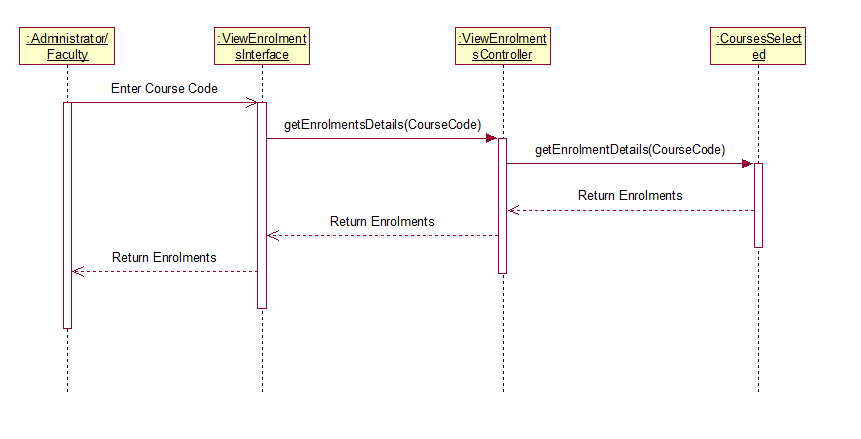 :Administrator/
Faculty
:ViewEnrolment
sInterface
:ViewEnrolment
sController
:CoursesSelect
ed
Enter Course Code
getEnrolmentsDetails(CourseCode)
getEnrolmentDetails(CourseCode)
Return Enrolments
Return Enrolments
Return Enrolments